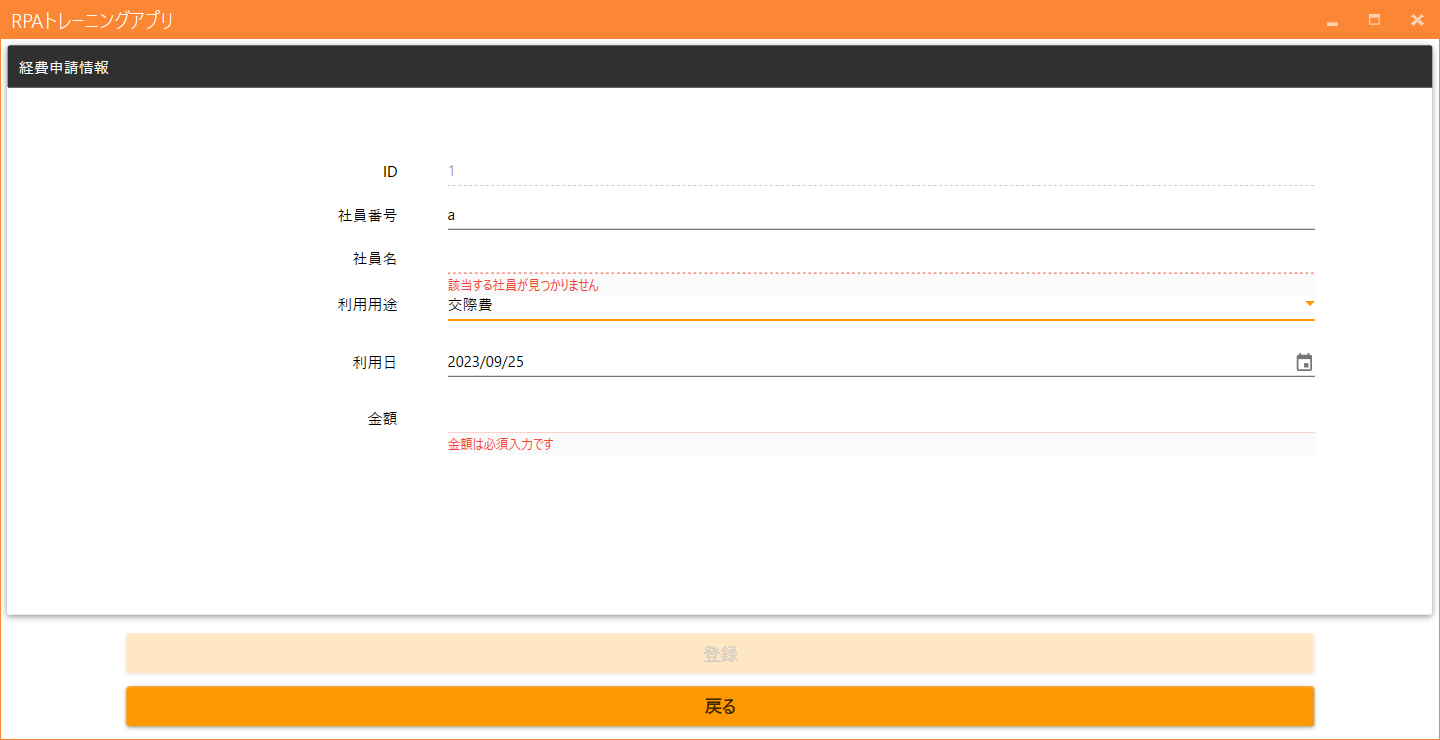 RPAトレーニングアプリ
経費申請情報
ID 1
社員番号 a
社員名
該当する社員が見つかりません
利用用途 交際費
利用日 2023/09/25
金額
金額は必須入力です
登録
戻る